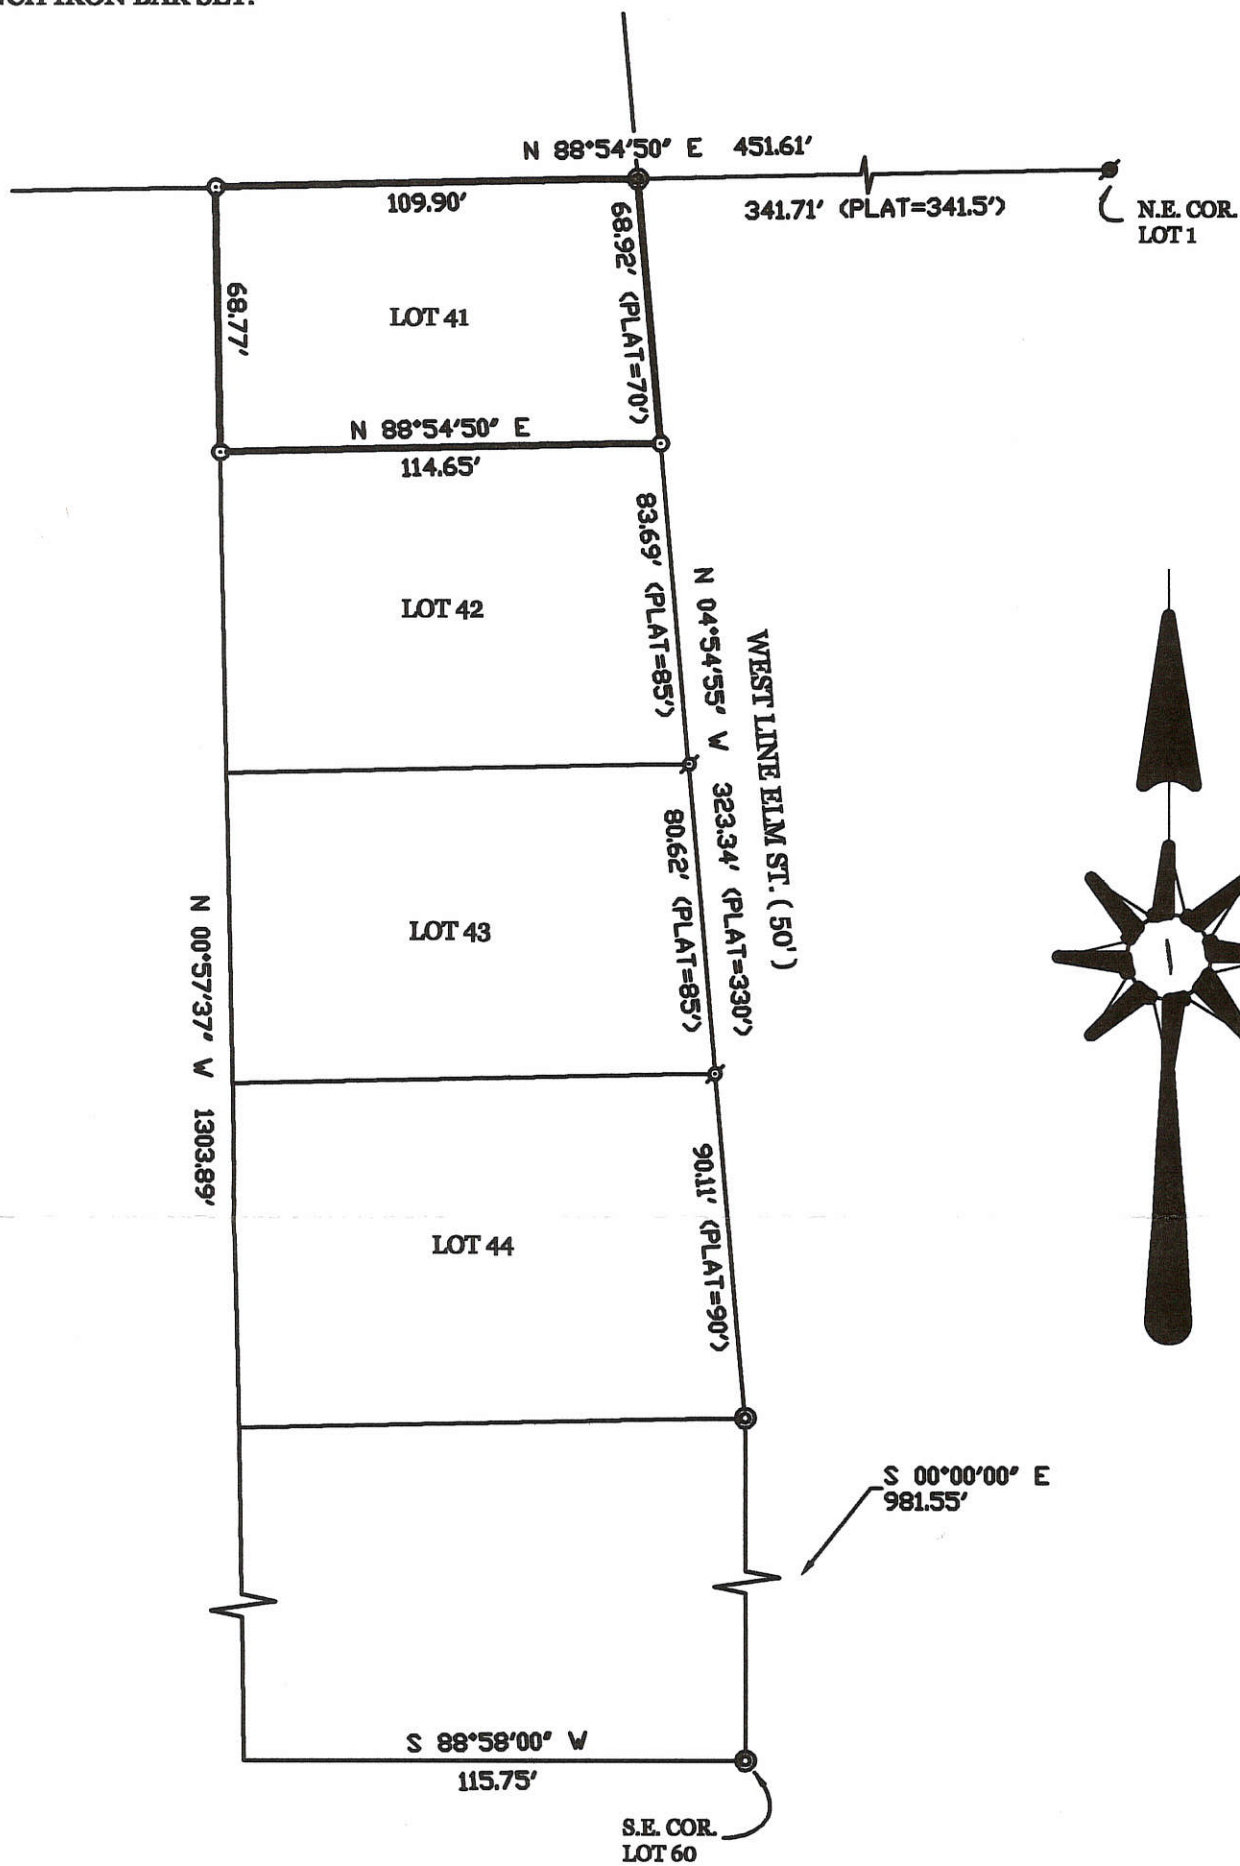 N 88°54'50" E 451.61'
109.90'
341.71' (PLAT=341.5')
N.E. COR.
LOT 1
68.92' (PLAT=70')
68.77'
LOT 41
N 88°54'50" E
114.65'
83.69' (PLAT=85')
LOT 42
N 04°54'55" W 323.34' (PLAT=330')
WEST LINE ELM ST. ( 50' )
80.62' (PLAT=85')
LOT 43
N 00°57'37" W 1303.89'
90.11' (PLAT=90')
LOT 44
S 00°00'00" E
981.55'
S 88°58'00" W
115.75'
S.E. COR.
LOT 60